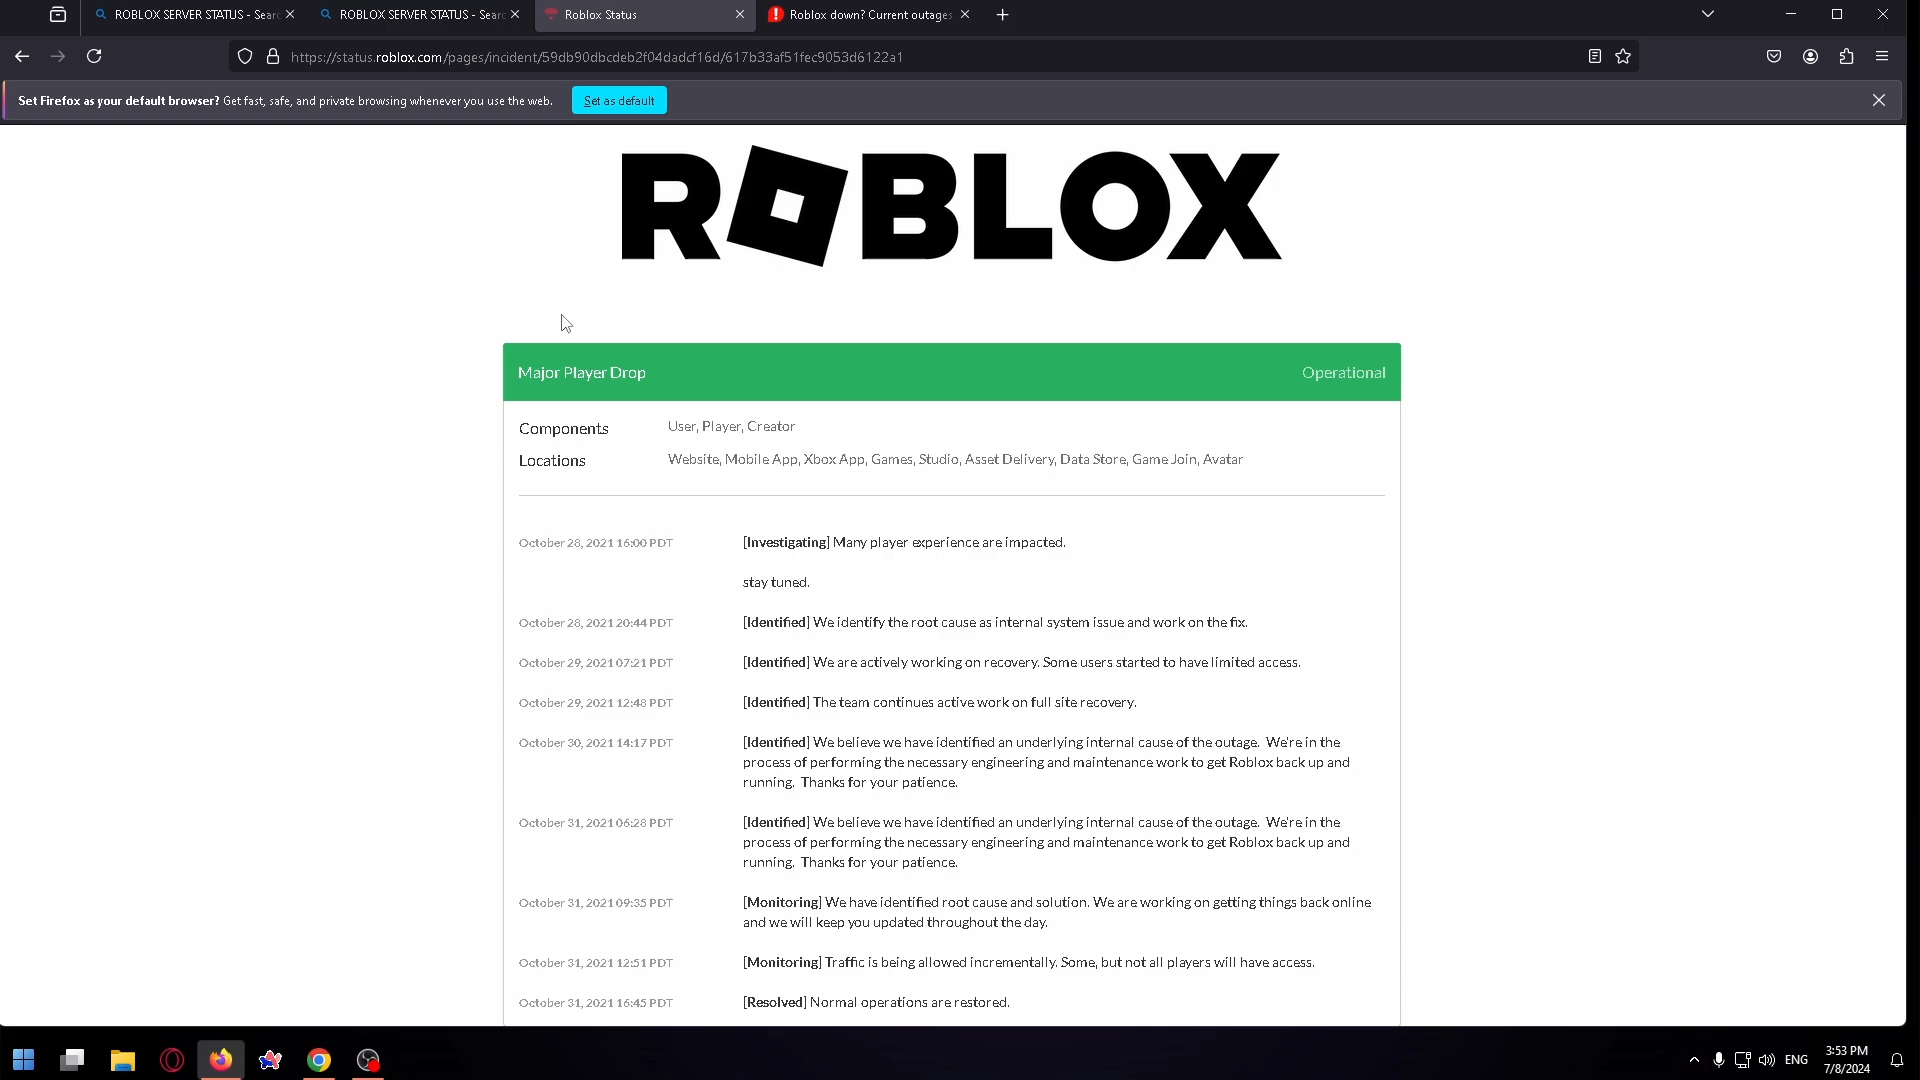 ROBLOX SERVER STATUS - Searc
ROBLOX SERVER STATUS - Searc
Roblox Status
Roblox down? Current outages
https://status.roblox.com/pages/incident/59db90dbcdeb2f04dadcf16d/617b33af51fec9053d6122a1
Set Firefox as your default browser? Get fast, safe, and private browsing whenever you use the web.
Set as default
ROBLOX
Major Player Drop
Operational
Components
User, Player, Creator
Locations
Website, Mobile App, Xbox App, Games, Studio, Asset Delivery, Data Store, Game Join, Avatar
October 28, 2021 16:00 PDT
[Investigating] Many player experience are impacted.
stay tuned.
October 28, 2021 20:44 PDT
[Identified] We identify the root cause as internal system issue and work on the fix.
October 29, 2021 07:21 PDT
[Identified] We are actively working on recovery. Some users started to have limited access.
October 29, 2021 12:48 PDT
[Identified] The team continues active work on full site recovery.
October 30, 2021 14:17 PDT
[Identified] We believe we have identified an underlying internal cause of the outage.  We're in the
process of performing the necessary engineering and maintenance work to get Roblox back up and
running.  Thanks for your patience.
October 31, 2021 06:28 PDT
[Identified] We believe we have identified an underlying internal cause of the outage.  We're in the
process of performing the necessary engineering and maintenance work to get Roblox back up and
running.  Thanks for your patience.
October 31, 2021 09:35 PDT
[Monitoring] We have identified root cause and solution. We are working on getting things back online
and we will keep you updated throughout the day.
October 31, 2021 12:51 PDT
[Monitoring] Traffic is being allowed incrementally. Some, but not all players will have access.
October 31, 2021 16:45 PDT
[Resolved] Normal operations are restored.
ENG
3:53 PM
7/8/2024